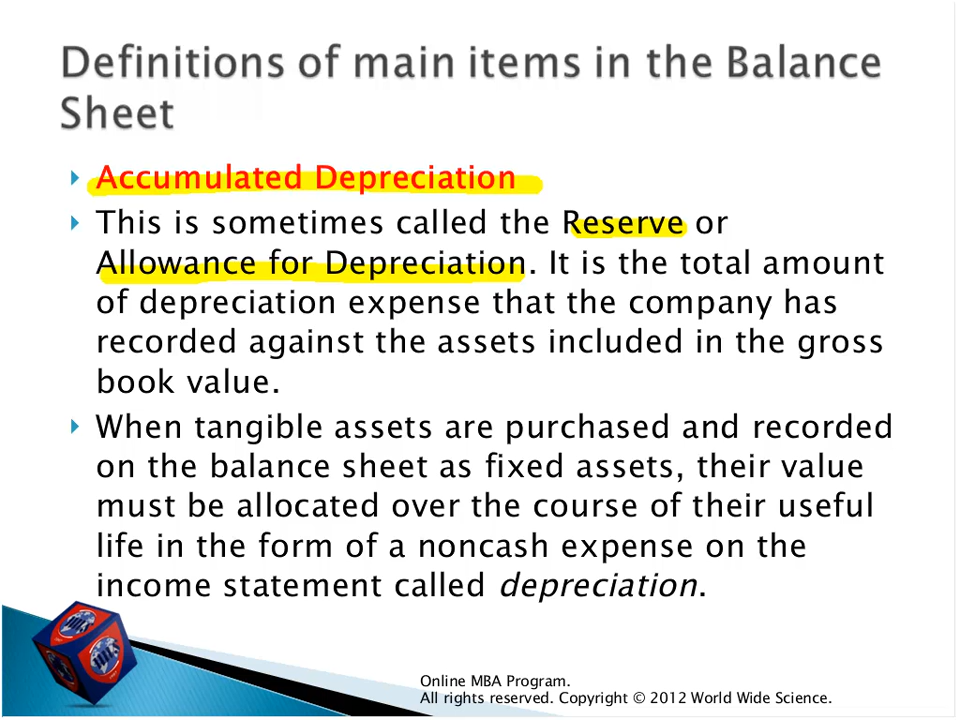 Definitions of main items in the Balance
Sheet
Accumulated Depreciation
This is sometimes called the Reserve or
Allowance for Depreciation. It is the total amount
of depreciation expense that the company has
recorded against the assets included in the gross
book value.
When tangible assets are purchased and recorded
on the balance sheet as fixed assets, their value
must be allocated over the course of their useful
life in the form of a noncash expense on the
income statement called depreciation.
Online MBA Program.
All rights reserved. Copyright © 2012 World Wide Science.